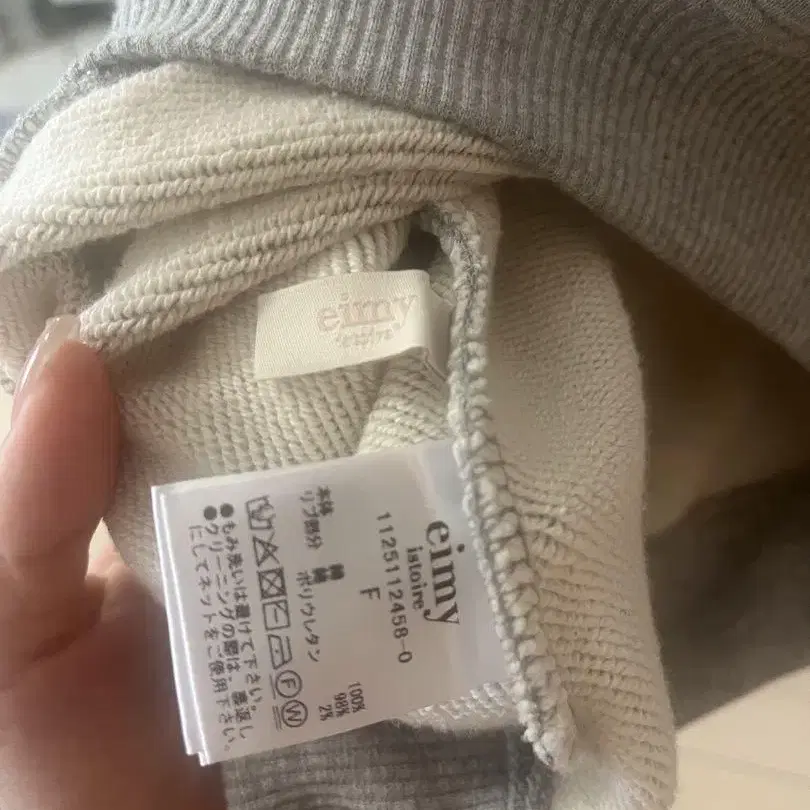 eimy
istoire
eimy
istoire
1125112458-0
F
本体 綿 100%
リブ部分 綿 98%
ポリウレタン 2%
●もみ洗いは避けて下さい。
●クリーニングの際は、裏返し
にしてネットをご使用下さい。